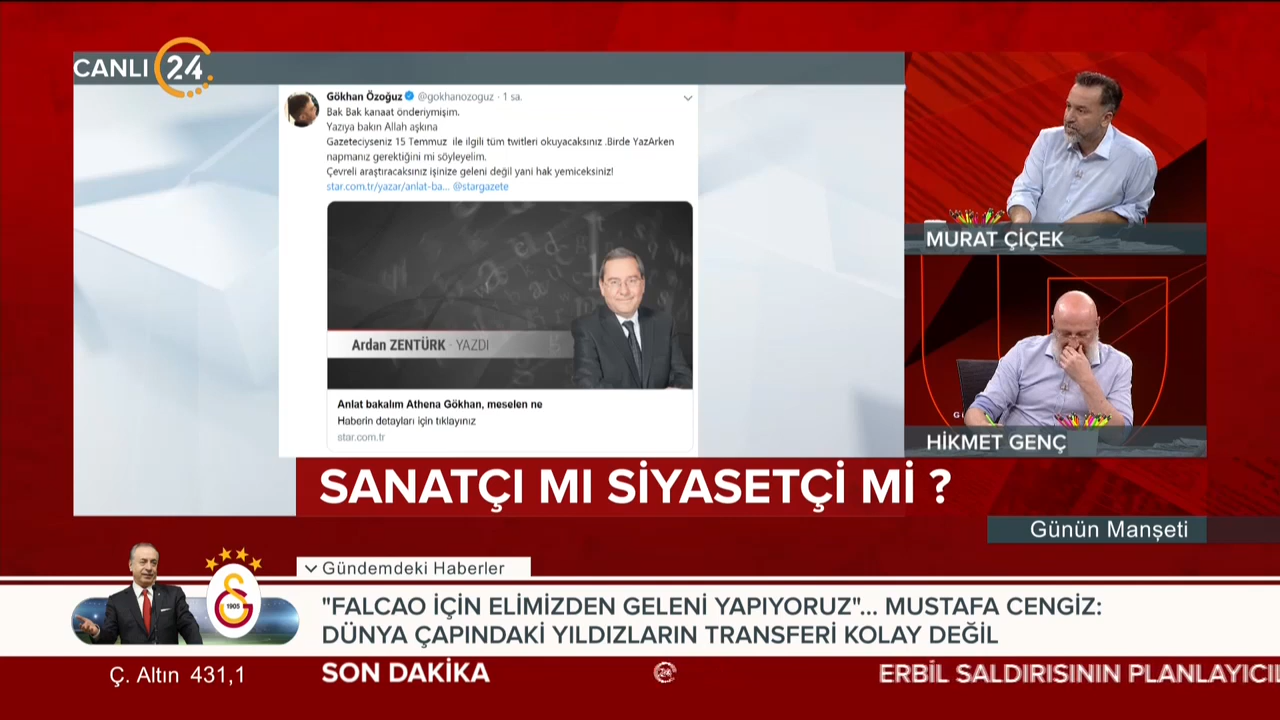 CANLI 24
Gökhan Özoğuz @gokhanozoguz · 1 sa.
Bak Bak kanaat önderiymişim.
Yazıya bakın Allah aşkına
Gazeteciyseniz 15 Temmuz ile ilgili tüm twitleri okuyacaksınız .Birde YazArken
napmanız gerektiğini mi söyleyelim.
Çevreli araştıracaksınız işinize geleni değil yani hak yemiceksiniz!
star.com.tr/yazar/anlat-ba... @stargazete
Ardan ZENTÜRK - YAZDI
Anlat bakalım Athena Gökhan, meselen ne
Haberin detayları için tıklayınız
star.com.tr
MURAT ÇİÇEK
HİKMET GENÇ
SANATÇI MI SİYASETÇİ Mİ ?
Günün Manşeti
Gündemdeki Haberler
1905
"FALCAO İÇİN ELİMİZDEN GELENİ YAPIYORUZ"... MUSTAFA CENGİZ:
DÜNYA ÇAPINDAKİ YILDIZLARIN TRANSFERİ KOLAY DEĞİL
Ç. Altın 431,1
SON DAKİKA
24
ERBİL SALDIRISININ PLANLAYICIL